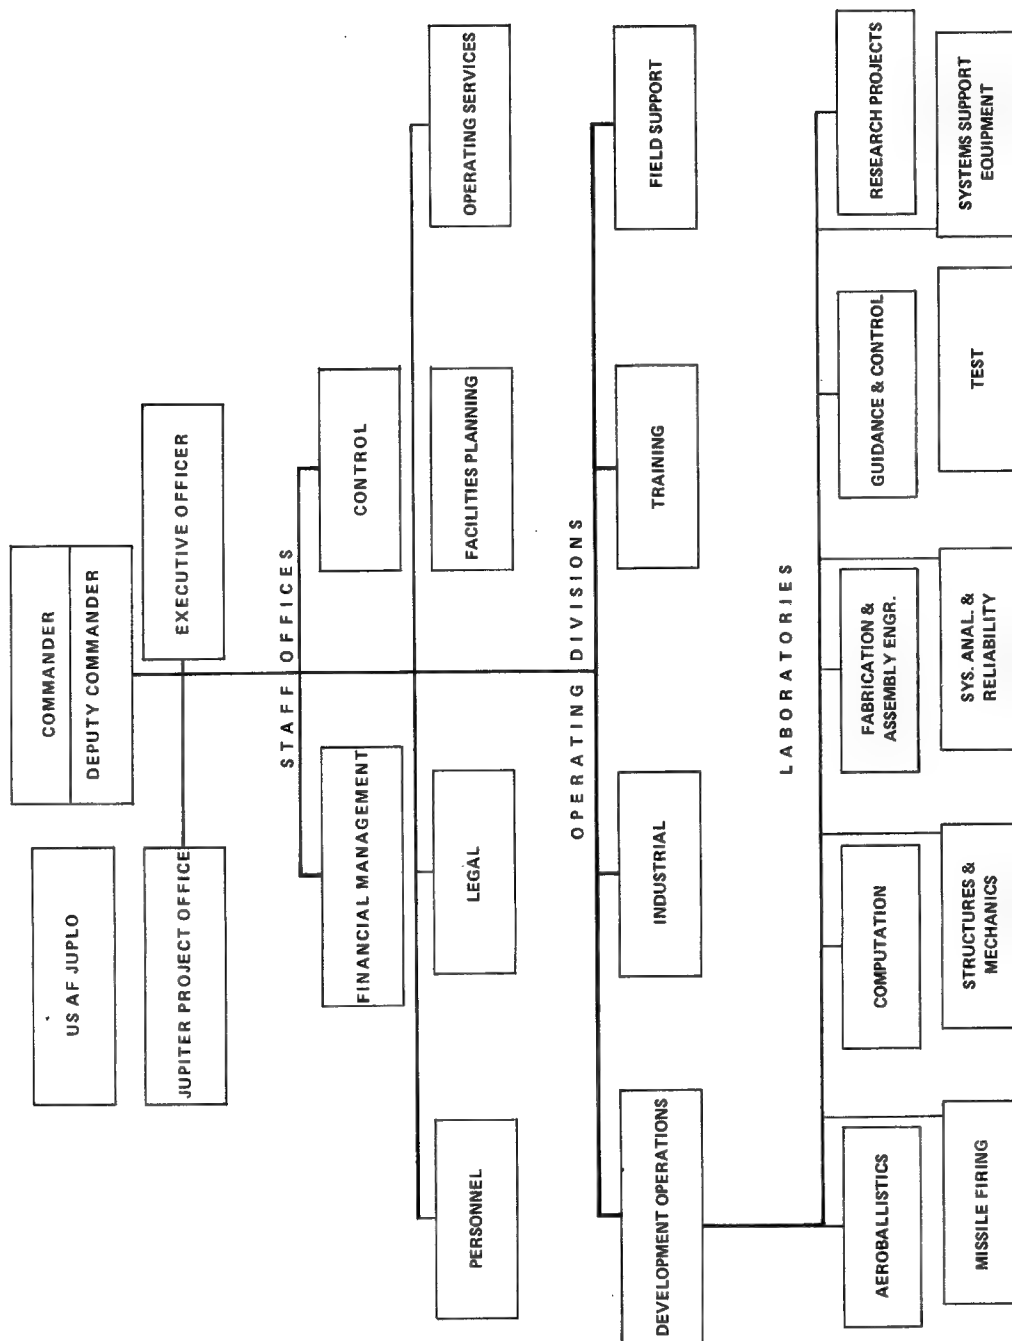 COMMANDER
DEPUTY COMMANDER
US AF JUPLO
JUPITER PROJECT OFFICE
EXECUTIVE OFFICER
STAFF OFFICES
FINANCIAL MANAGEMENT
CONTROL
PERSONNEL
LEGAL
FACILITIES PLANNING
OPERATING SERVICES
OPERATING DIVISIONS
DEVELOPMENT OPERATIONS
INDUSTRIAL
TRAINING
FIELD SUPPORT
LABORATORIES
AEROBALLISTICS
COMPUTATION
FABRICATION &
ASSEMBLY ENGR.
GUIDANCE & CONTROL
RESEARCH PROJECTS
MISSILE FIRING
STRUCTURES &
MECHANICS
SYS. ANAL. &
RELIABILITY
TEST
SYSTEMS SUPPORT
EQUIPMENT